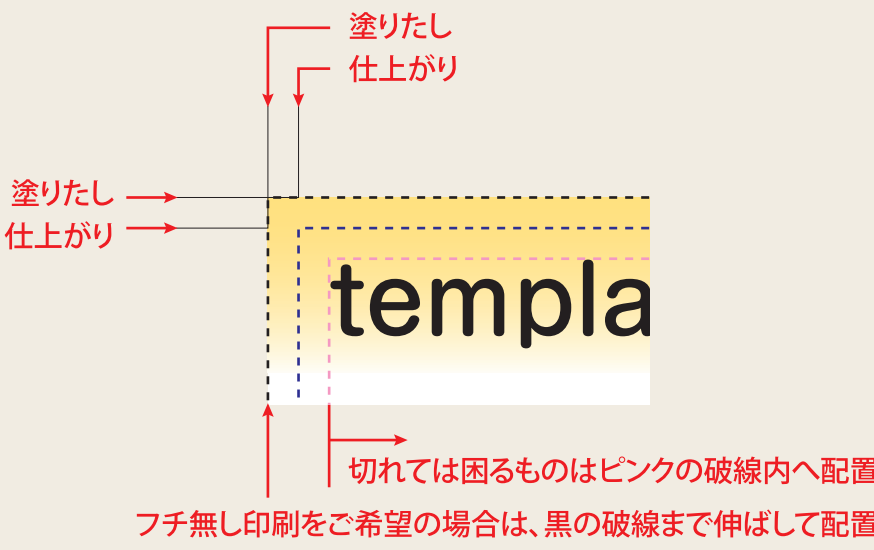 塗りたし
仕上がり
塗りたし
仕上がり
templa
切れては困るものはピンクの破線内へ配置
フチ無し印刷をご希望の場合は、黒の破線まで伸ばして配置